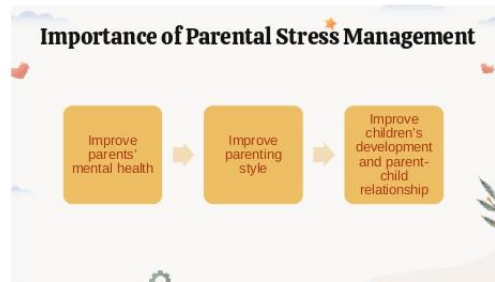 Importance of Parental Stress Management
Improve
parents'
mental health
Improve
parenting
style
Improve
children's
development
and parent-
child
relationship